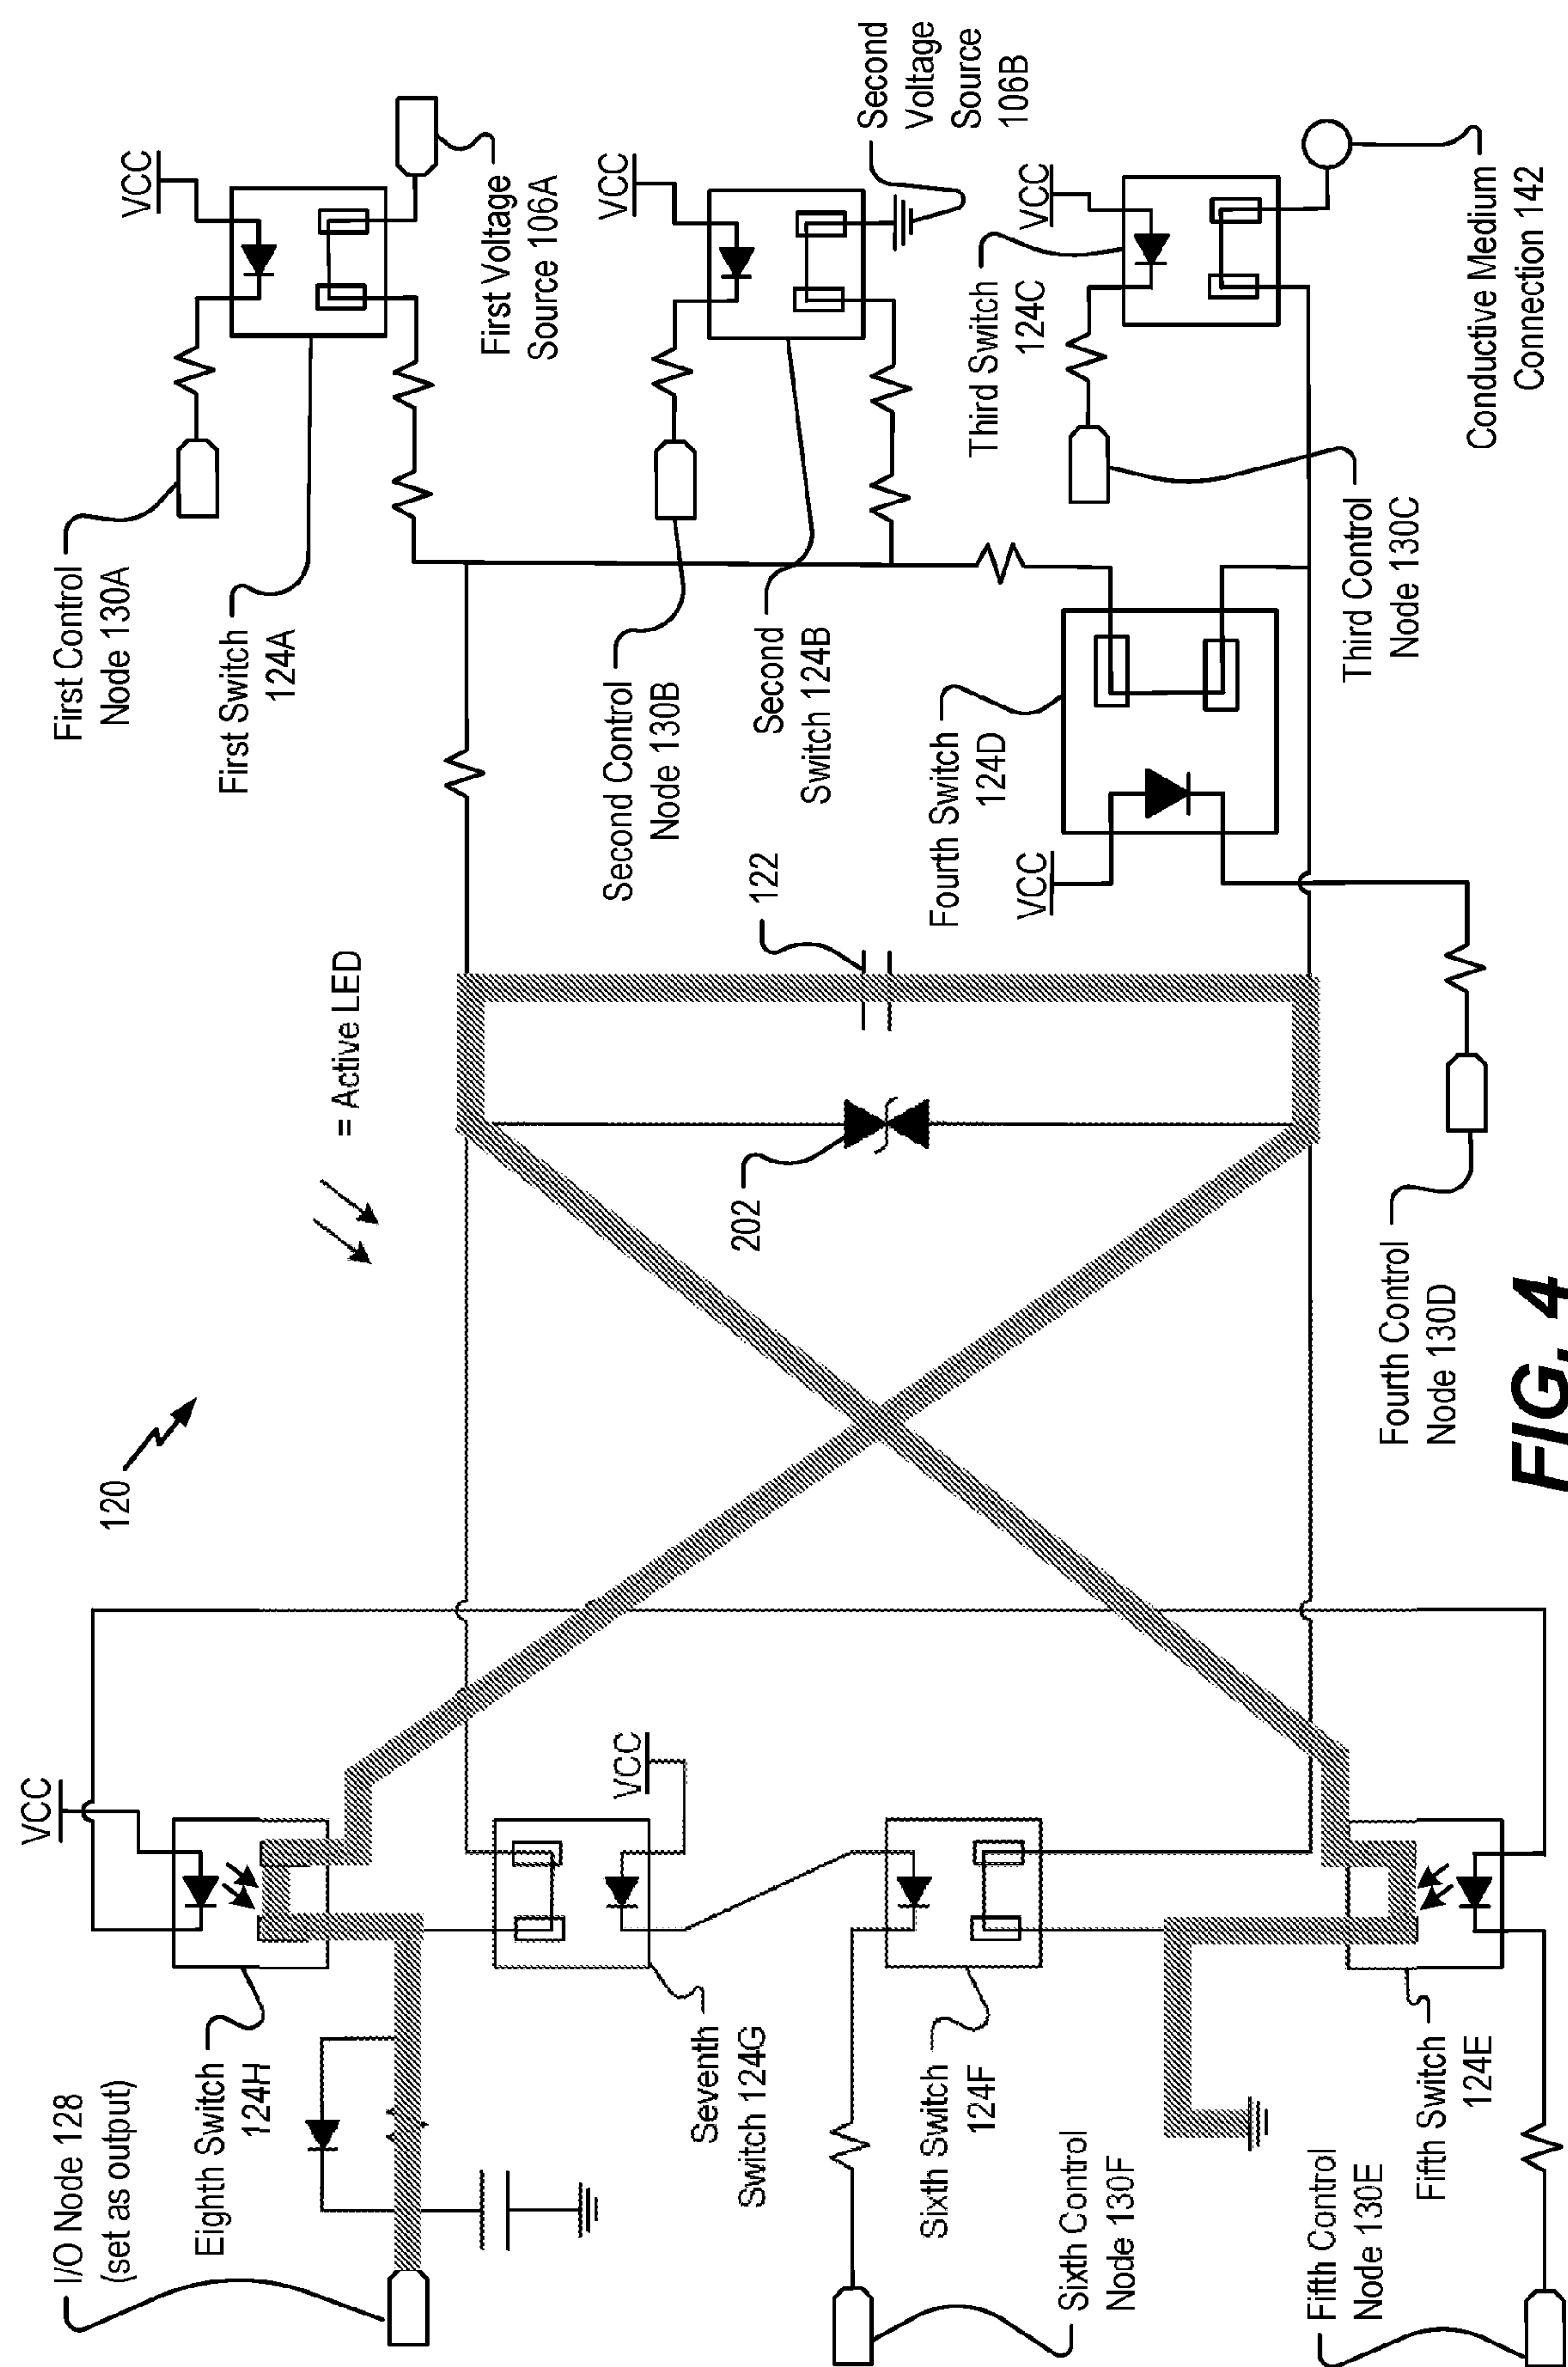 120
= Active LED
I/O Node 128
(set as output)
VCC
Eighth Switch
124H
Seventh
Switch 124G
VCC
Sixth Switch
124F
Sixth Control
Node 130F
Fifth Switch
124E
Fifth Control
Node 130E
202
122
First Control
Node 130A
First Switch
124A
VCC
First Voltage
Source 106A
Second Control
Node 130B
Second
Switch 124B
VCC
Second
Voltage
Source
106B
Third Switch
124C
VCC
Third Control
Node 130C
Conductive Medium
Connection 142
Fourth Switch
124D
VCC
Fourth Control
Node 130D
FIG. 4